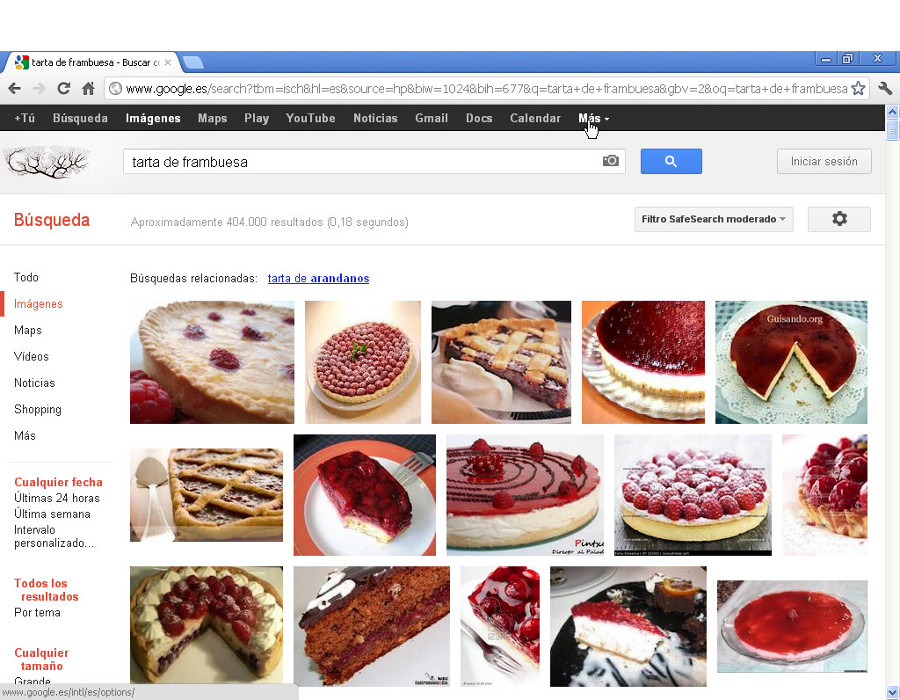 tarta de frambuesa - Buscar c
www.google.es/search?tbm=isch&hl=es&source=hp&biw=1024&bih=677&q=tarta+de+frambuesa&gbv=2&oq=tarta+de+frambuesa
+Tú Búsqueda Imágenes Maps Play YouTube Noticias Gmail Docs Calendar Más
tarta de frambuesa
Iniciar sesión
Búsqueda
Aproximadamente 404.000 resultados (0,18 segundos)
Filtro SafeSearch moderado
Todo
Búsquedas relacionadas: tarta de arandanos
Imágenes
Maps
Vídeos
Noticias
Shopping
Más
Guisando.org
Cualquier fecha
Últimas 24 horas
Última semana
Intervalo
personalizado...
Todos los
resultados
Por tema
Cualquier
tamaño
Grande
www.google.es/intl/es/options/